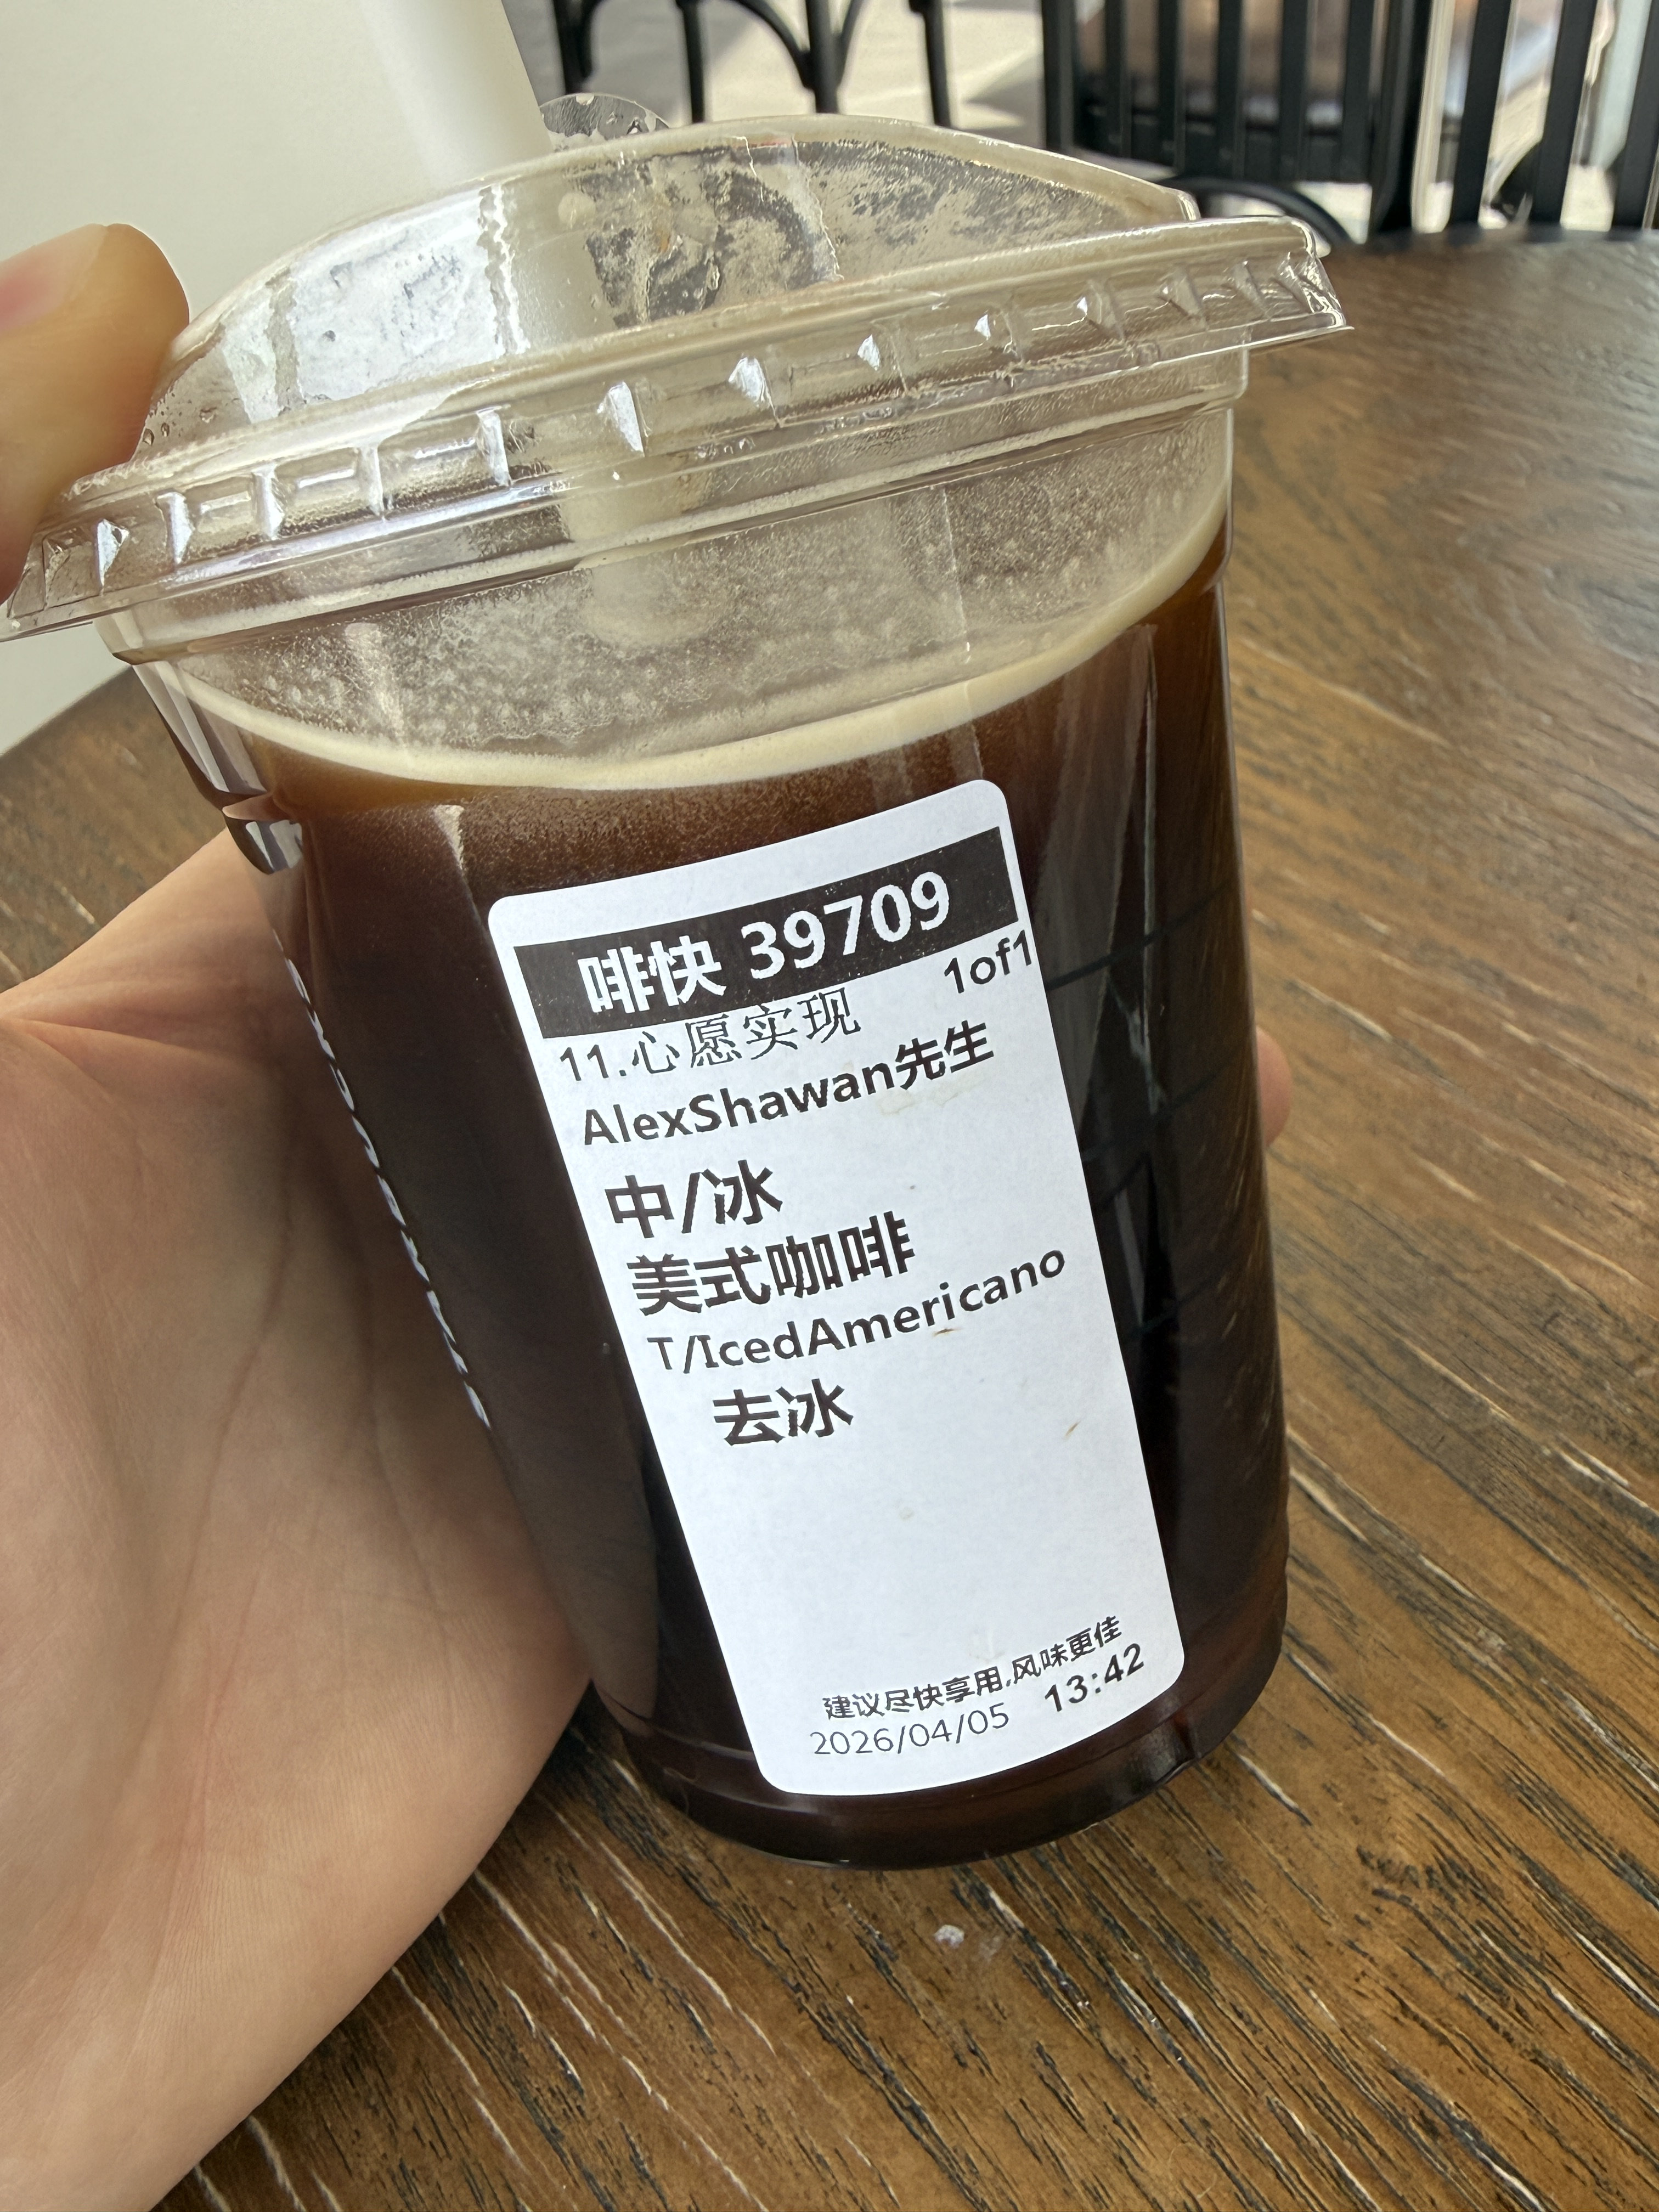 啡快 39709
1of1
11.心愿实现
AlexShawan先生
中/冰
美式咖啡
T/IcedAmericano
去冰
建议尽快享用,风味更佳
2026/04/05 13:42